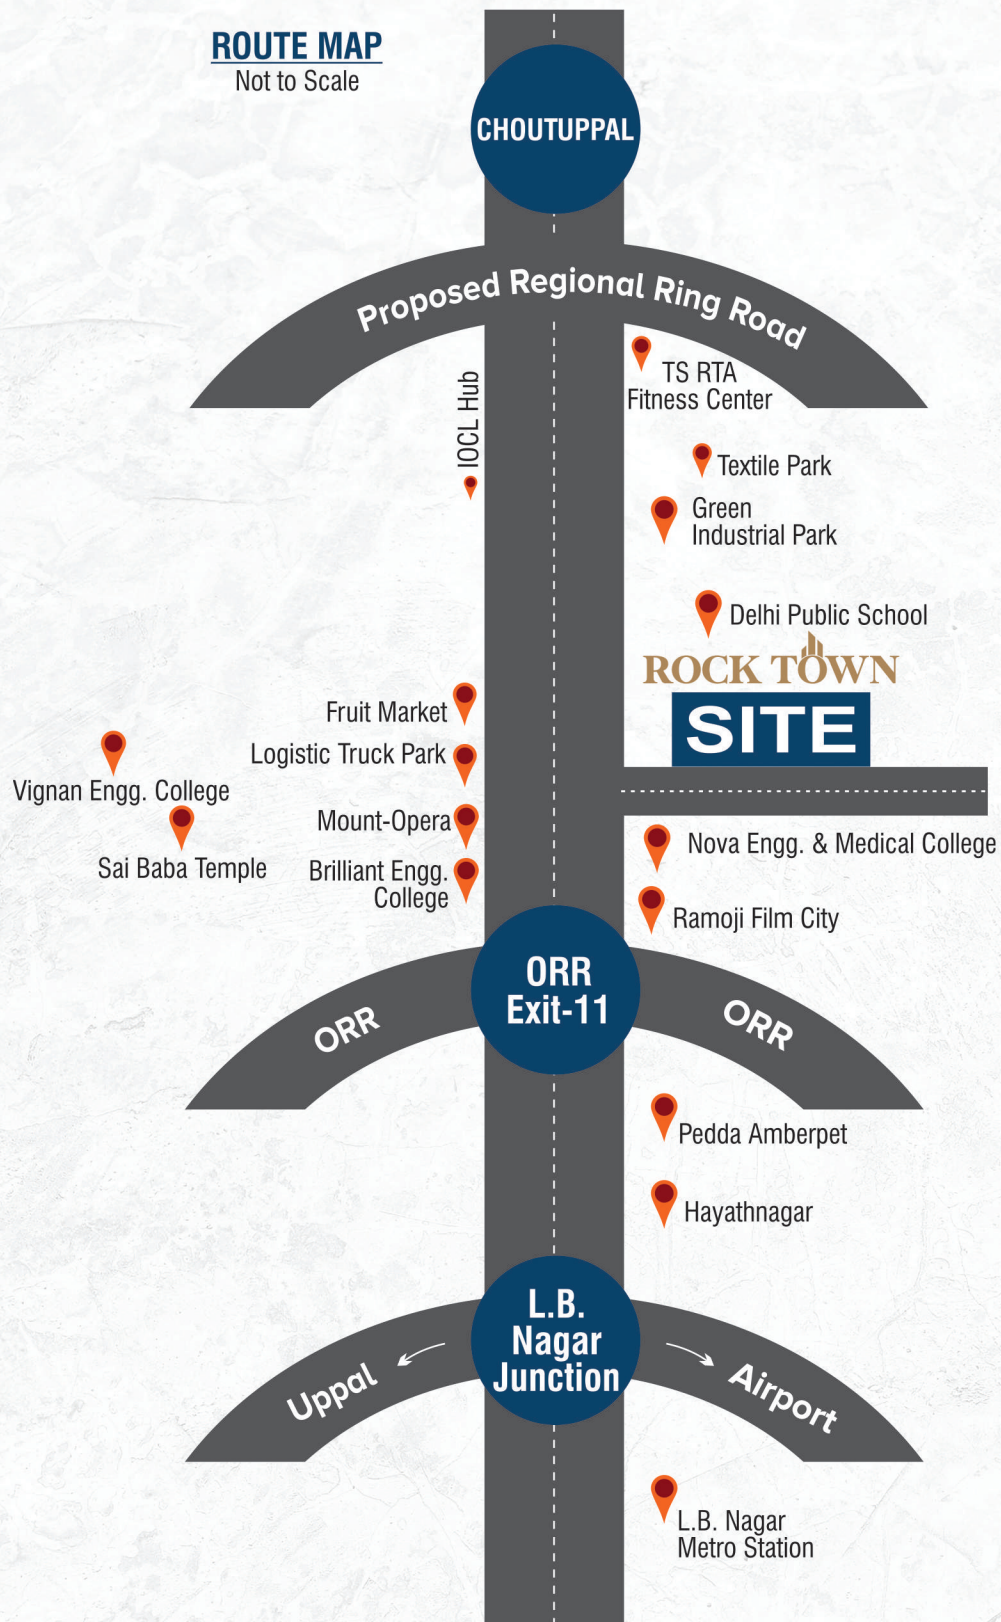 ROUTE MAP
Not to Scale
CHOUTUPPAL
Proposed Regional Ring Road
TS RTA
Fitness Center
IOCL Hub
Textile Park
Green
Industrial Park
Delhi Public School
ROCK TOWN
SITE
Fruit Market
Logistic Truck Park
Vignan Engg. College
Mount-Opera
Sai Baba Temple
Brilliant Engg.
College
Nova Engg. & Medical College
Ramoji Film City
ORR
Exit-11
ORR
ORR
Pedda Amberpet
Hayathnagar
L.B.
Nagar
Junction
Uppal
Airport
L.B. Nagar
Metro Station